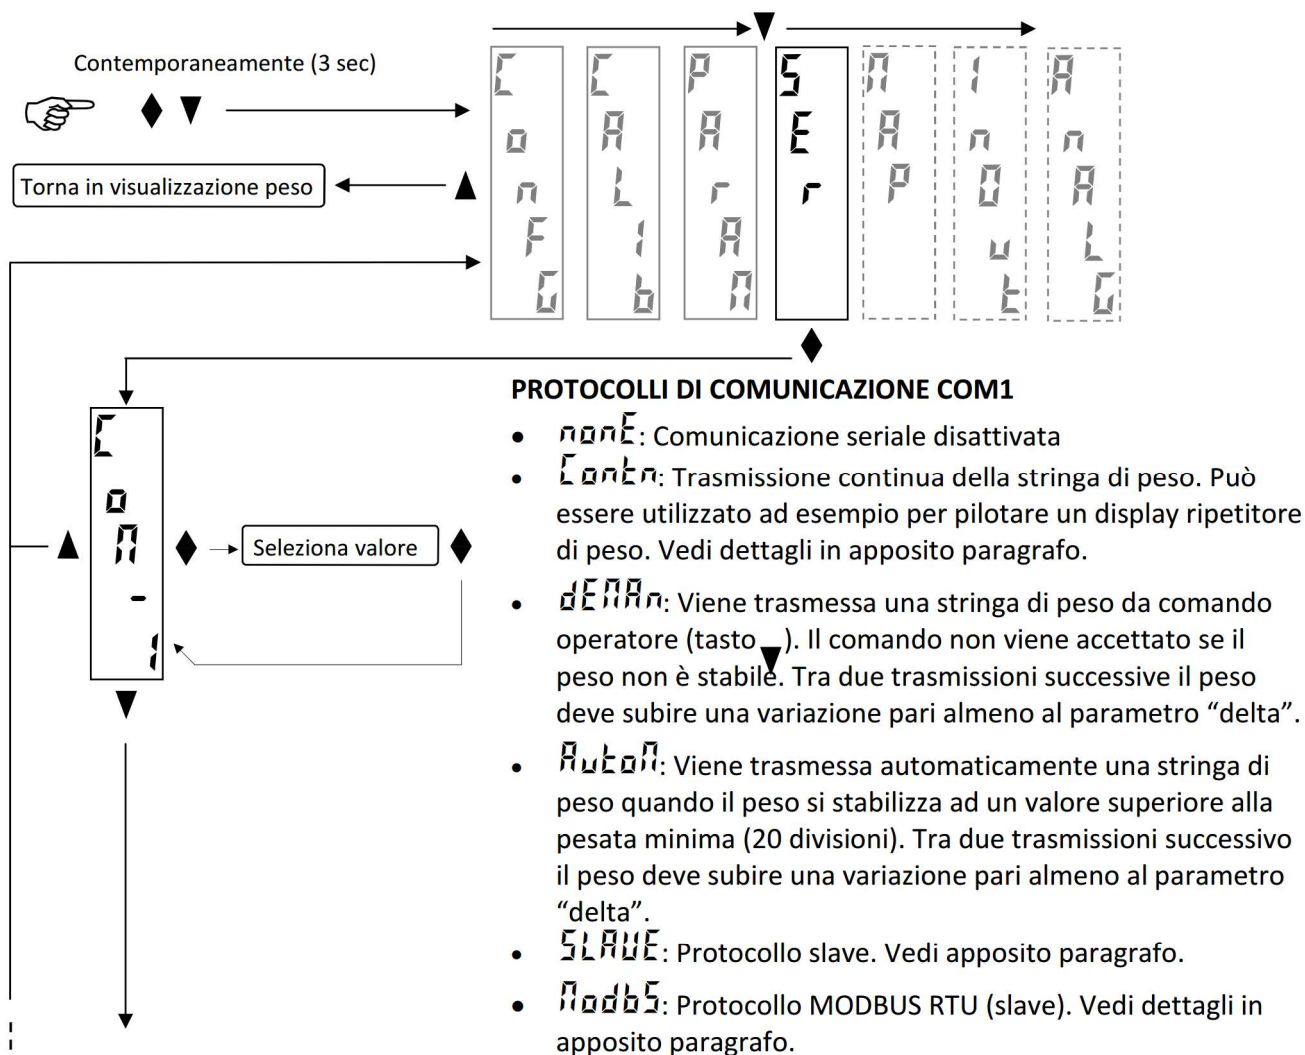 Contemporaneamente (3 sec)
Torna in visualizzazione peso
ConFG
CALIb
PArAM
SEr
MAP
InOut
AnALG
CoM-1
Seleziona valore
PROTOCOLLI DI COMUNICAZIONE COM1
• nonE: Comunicazione seriale disattivata
• Contn: Trasmissione continua della stringa di peso. Può
essere utilizzato ad esempio per pilotare un display ripetitore
di peso. Vedi dettagli in apposito paragrafo.
• dEMAn: Viene trasmessa una stringa di peso da comando
operatore (tasto ▼). Il comando non viene accettato se il
peso non è stabile. Tra due trasmissioni successive il peso
deve subire una variazione pari almeno al parametro “delta”.
• AutoM: Viene trasmessa automaticamente una stringa di
peso quando il peso si stabilizza ad un valore superiore alla
pesata minima (20 divisioni). Tra due trasmissioni successivo
il peso deve subire una variazione pari almeno al parametro
“delta”.
• SLAVE: Protocollo slave. Vedi apposito paragrafo.
• ModbS: Protocollo MODBUS RTU (slave). Vedi dettagli in
apposito paragrafo.